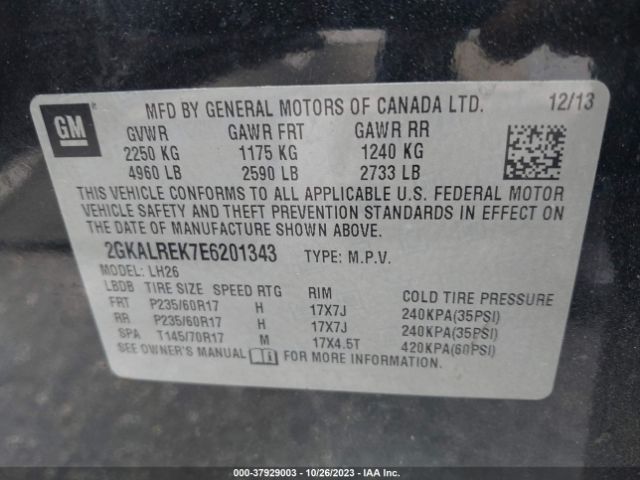 GM
MFD BY GENERAL MOTORS OF CANADA LTD. 12/13
GVWR GAWR FRT GAWR RR
2250 KG 1175 KG 1240 KG
4960 LB 2590 LB 2733 LB
THIS VEHICLE CONFORMS TO ALL APPLICABLE U.S. FEDERAL MOTOR
VEHICLE SAFETY AND THEFT PREVENTION STANDARDS IN EFFECT ON
THE DATE OF MANUFACTURE SHOWN ABOVE.
2GKALREK7E6201343 TYPE: M.P.V.
MODEL: LH26
LBDB TIRE SIZE SPEED RTG RIM COLD TIRE PRESSURE
FRT P235/60R17 H 17X7J 240KPA(35PSI)
RR P235/60R17 H 17X7J 240KPA(35PSI)
SPA T145/70R17 M 17X4.5T 420KPA(60PSI)
SEE OWNER'S MANUAL FOR MORE INFORMATION.
000-37929003 - 10/26/2023 - IAA Inc.